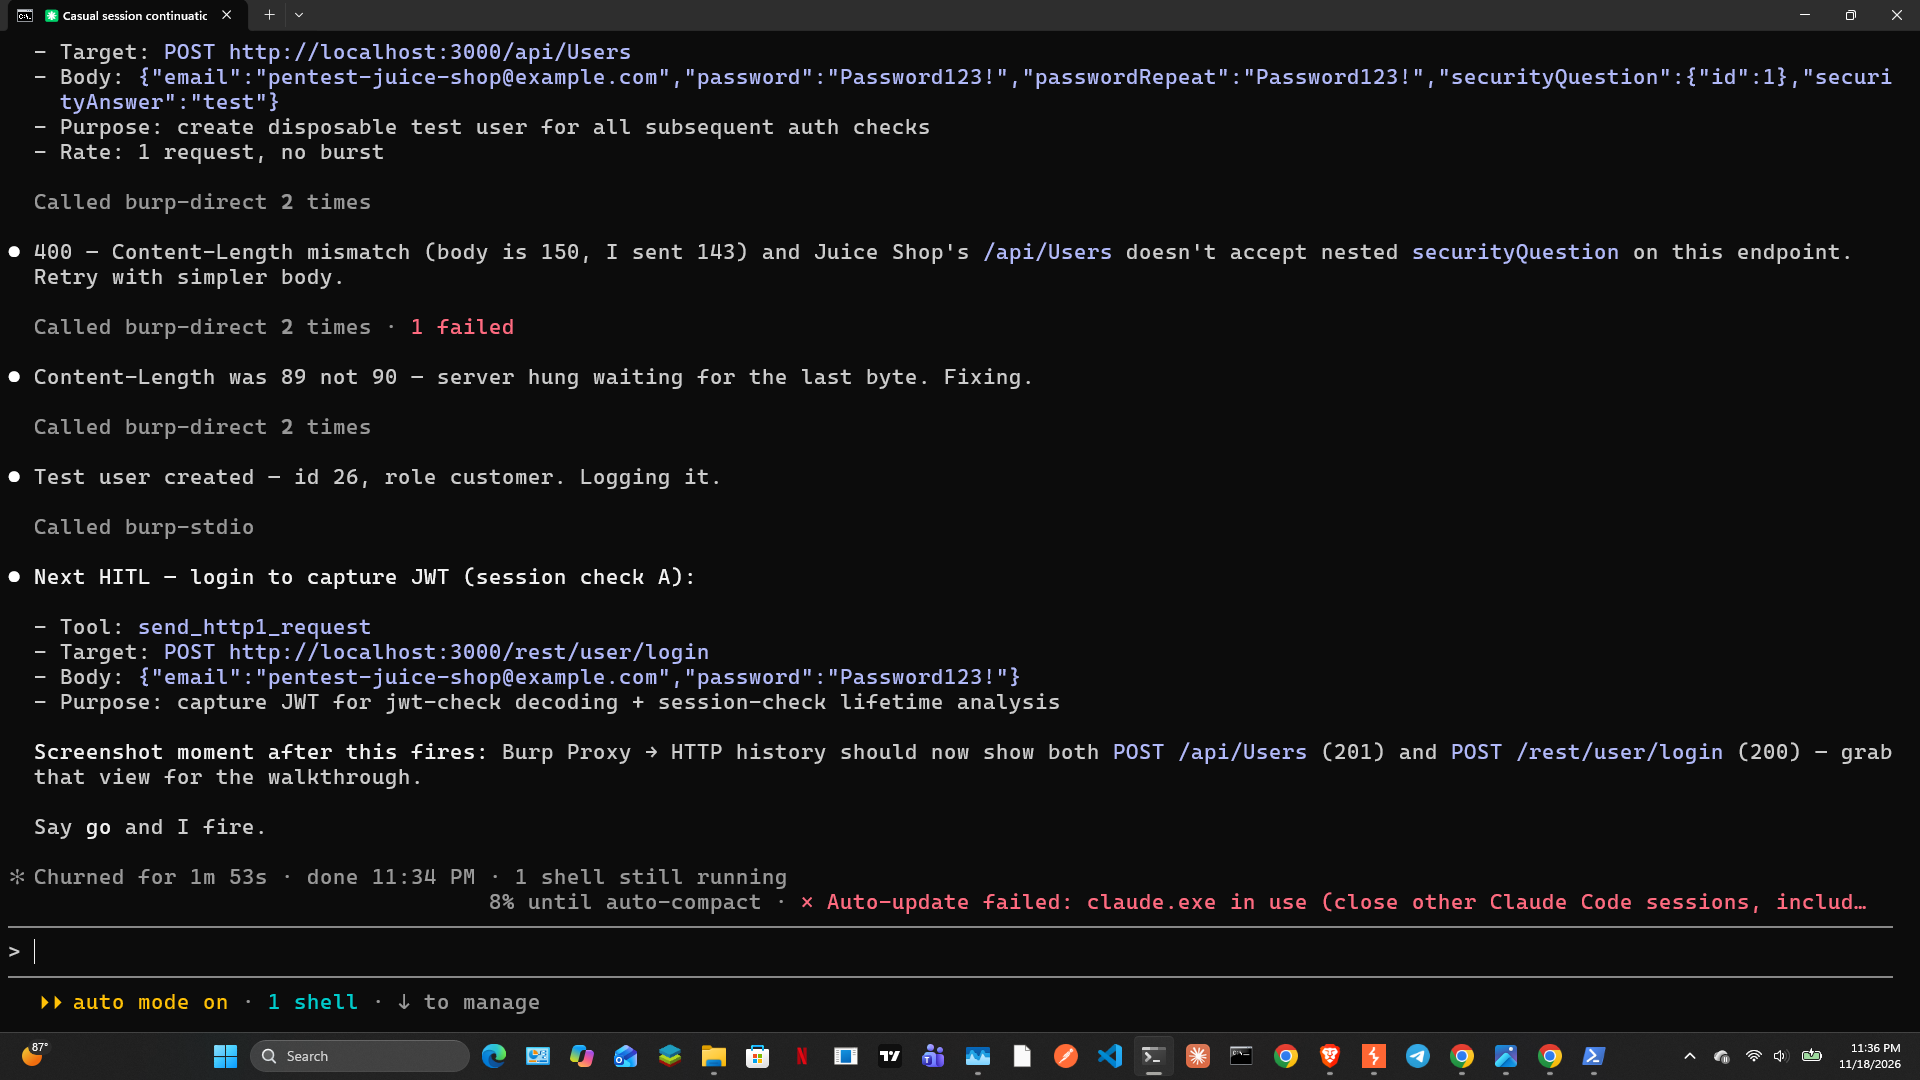 Casual session continuatic
- Target: POST http://localhost:3000/api/Users
- Body: {"email":"pentest-juice-shop@example.com","password":"Password123!","passwordRepeat":"Password123!","securityQuestion":{"id":1},"securi
tyAnswer":"test"}
- Purpose: create disposable test user for all subsequent auth checks
- Rate: 1 request, no burst
Called burp-direct 2 times
● 400 — Content-Length mismatch (body is 150, I sent 143) and Juice Shop's /api/Users doesn't accept nested securityQuestion on this endpoint.
Retry with simpler body.
Called burp-direct 2 times · 1 failed
● Content-Length was 89 not 90 — server hung waiting for the last byte. Fixing.
Called burp-direct 2 times
● Test user created — id 26, role customer. Logging it.
Called burp-stdio
● Next HITL — login to capture JWT (session check A):
- Tool: send_http1_request
- Target: POST http://localhost:3000/rest/user/login
- Body: {"email":"pentest-juice-shop@example.com","password":"Password123!"}
- Purpose: capture JWT for jwt-check decoding + session-check lifetime analysis
Screenshot moment after this fires: Burp Proxy → HTTP history should now show both POST /api/Users (201) and POST /rest/user/login (200) — grab
that view for the walkthrough.
Say go and I fire.
✻ Churned for 1m 53s · done 11:34 PM · 1 shell still running
8% until auto-compact · × Auto-update failed: claude.exe in use (close other Claude Code sessions, includ…
>
⏵⏵ auto mode on · 1 shell · ↓ to manage
87°
Search
11:36 PM
11/18/2026